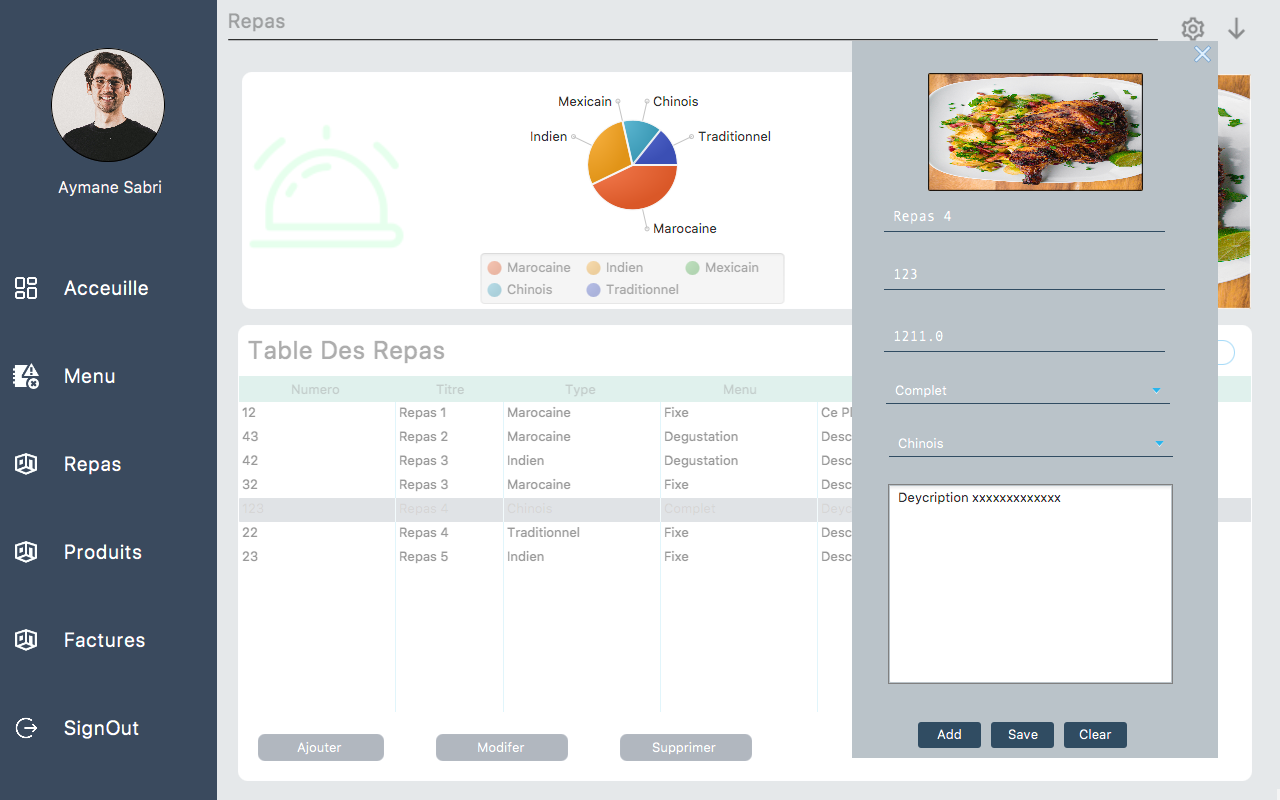 Repas
Aymane Sabri
Acceuille
Menu
Repas
Produits
Factures
SignOut
Mexicain
Chinois
Indien
Traditionnel
Marocaine
Marocaine Indien Mexicain
Chinois Traditionnel
Table Des Repas
Numero Titre Type Menu
12 Repas 1 Marocaine Fixe Ce Pl
43 Repas 2 Marocaine Degustation Desc
42 Repas 3 Indien Degustation Desc
32 Repas 3 Marocaine Fixe Desc
123 Repas 4 Chinois Complet Deyc
22 Repas 4 Traditionnel Fixe Desc
23 Repas 5 Indien Fixe Desc
Ajouter Modifer Supprimer
Repas 4
123
1211.0
Complet
Chinois
Deycription xxxxxxxxxxxxx
Add Save Clear